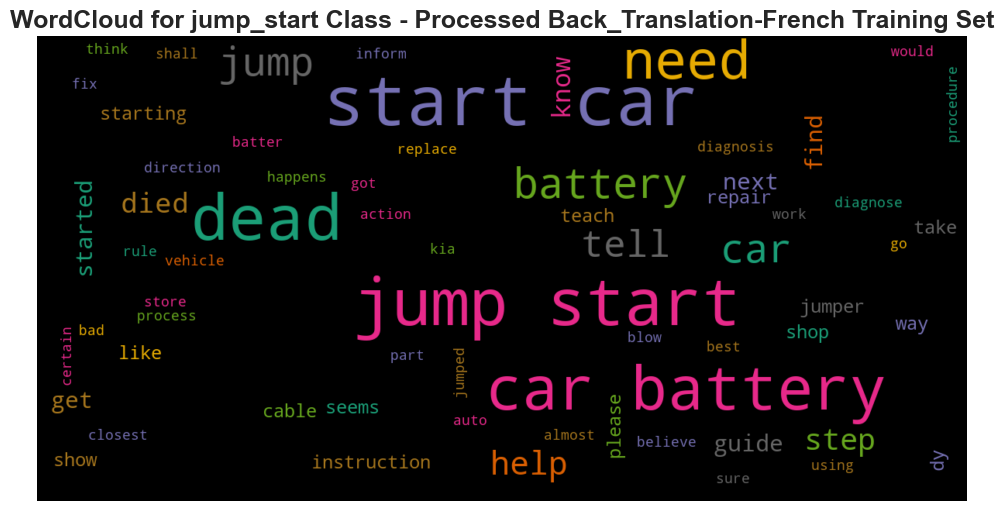 WordCloud for jump_start Class - Processed Back_Translation-French Training Set
think
shall
jump
inform
need
would
fix
start car
know
procedure
starting
find
batter
replace
diagnosis
direction
happens
got
battery
next
repair
diagnose
started
died
dead
action
teach
work
take
rule
vehicle
kia
tell
car
go
store
process
jump start
jumper
bad
blow
shop
way
certain
like
part
jumped
best
car battery
get
cable
seems
auto
please
closest
almost
believe
guide
step
show
instruction
help
using
dy
sure